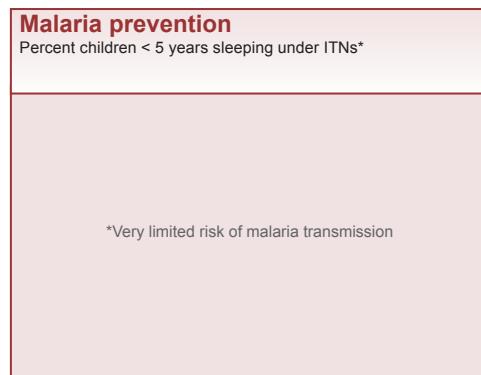 Malaria prevention
Percent children < 5 years sleeping under ITNs*
*Very limited risk of malaria transmission